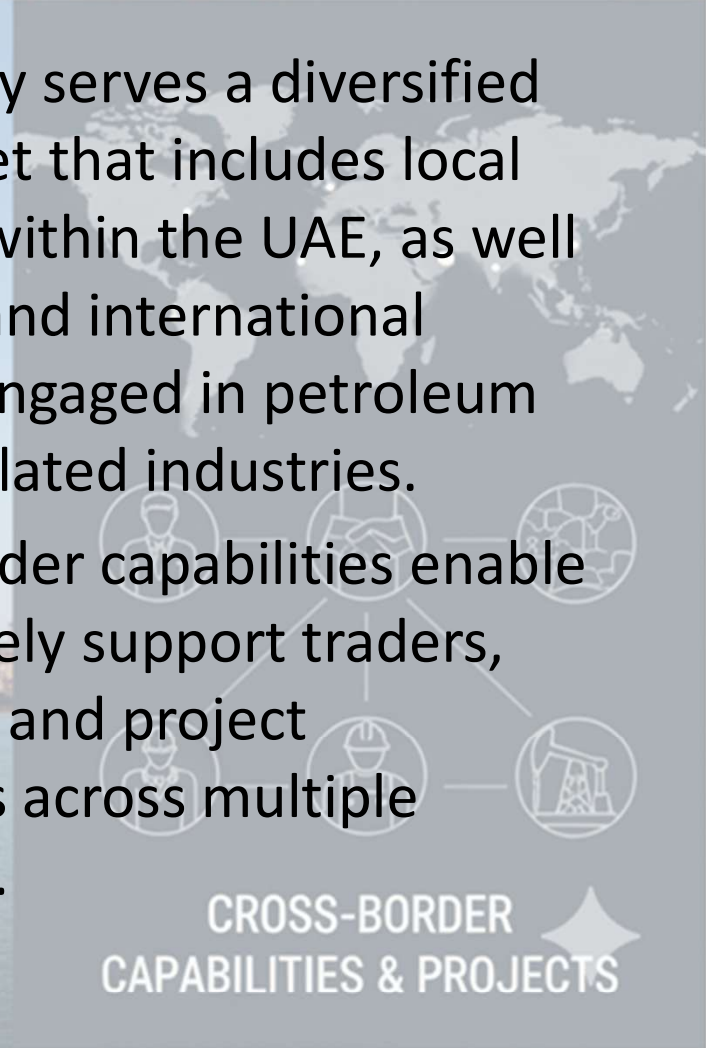 y serves a diversified
et that includes local
within the UAE, as well
and international
ngaged in petroleum
lated industries.
der capabilities enable
ely support traders,
and project
s across multiple
.
CROSS-BORDER
CAPABILITIES & PROJECTS